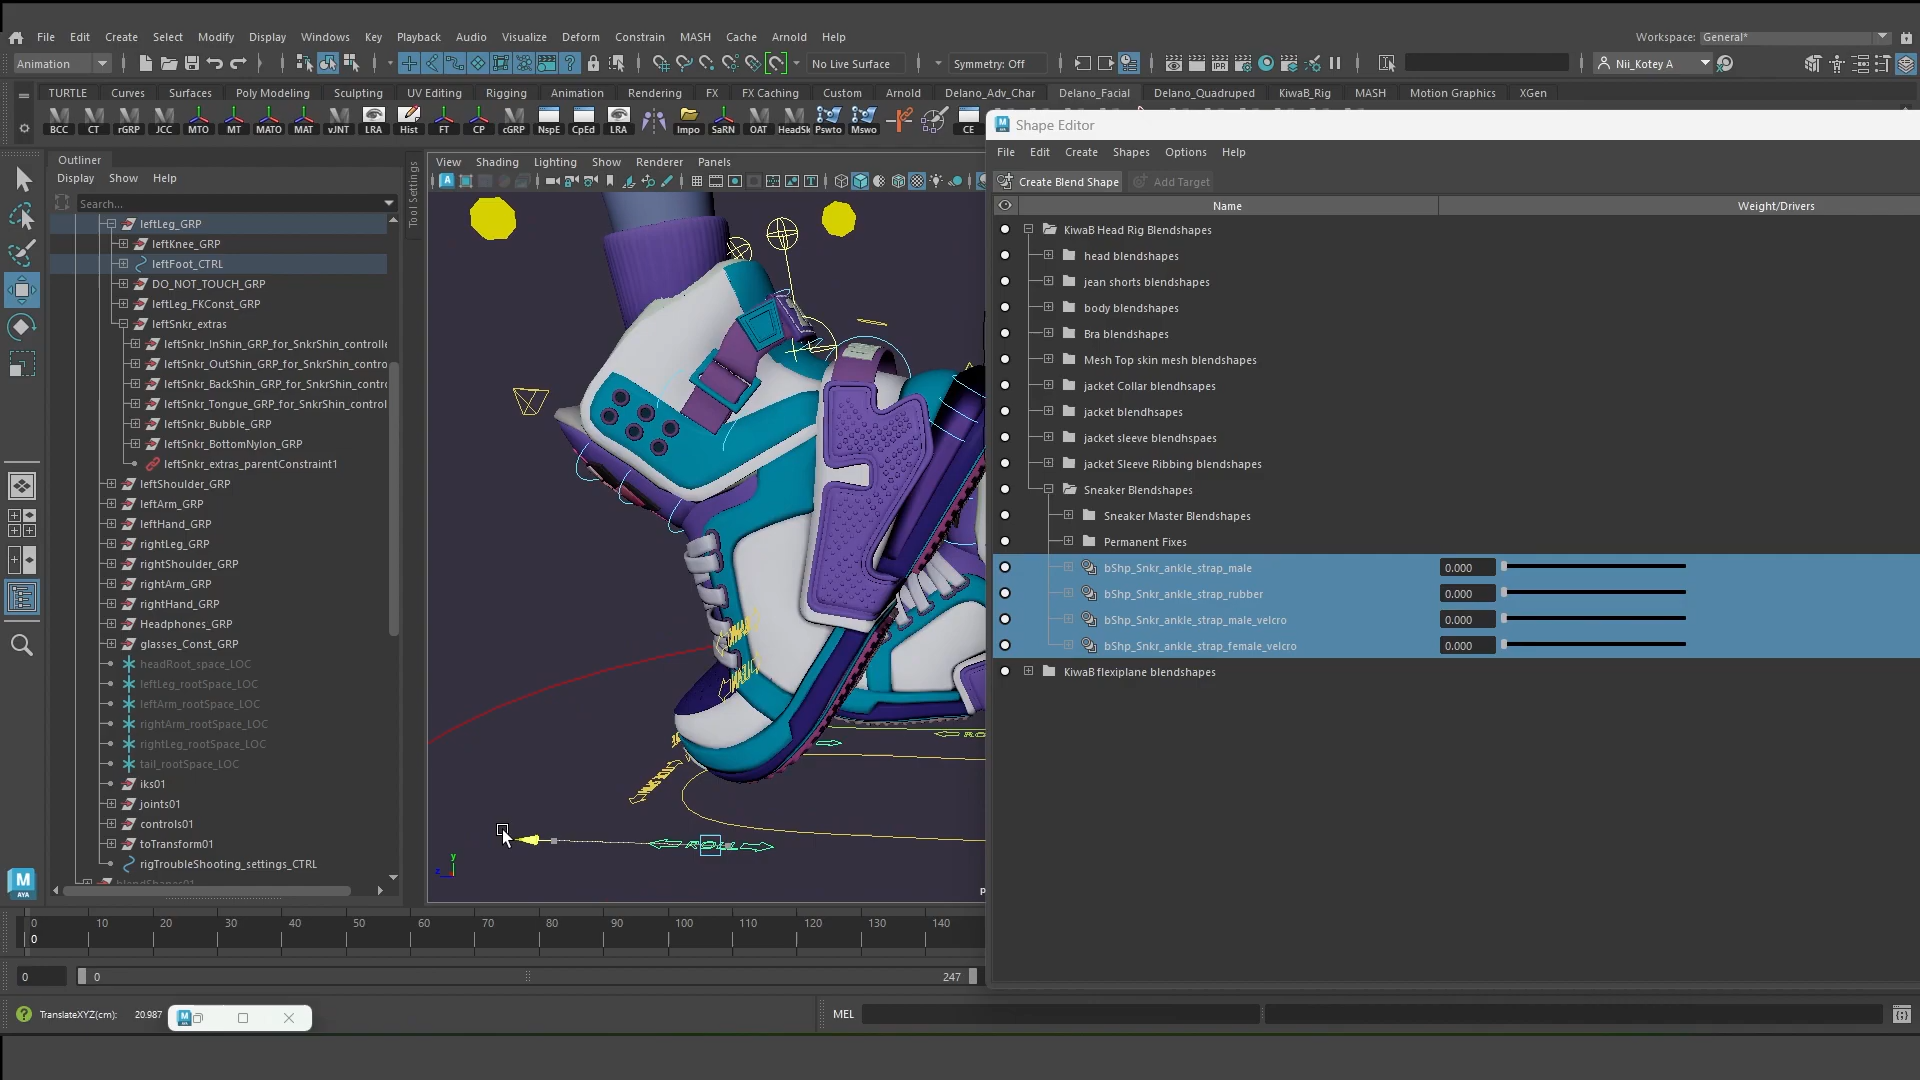 File Edit Create Select Modify Display Windows Key Playback Audio Visualize Deform Constrain MASH Cache Arnold Help
Workspace: General*
Animation No Live Surface Symmetry: Off Nii_Kotey A
TURTLE Curves Surfaces Poly Modeling Sculpting UV Editing Rigging Animation Rendering FX FX Caching Custom Arnold Delano_Adv_Char Delano_Facial Delano_Quadruped KiwaB_Rig MASH Motion Graphics XGen
BCC CT rGRP JCC MTO MT MATO MAT vJNT LRA Hist FT CP cGRP NspE CpEd LRA Impo SaRN OAT HeadSk Pswto Mswo CE
Outliner
Display Show Help
Search...
leftLeg_GRP
leftKnee_GRP
leftFoot_CTRL
DO_NOT_TOUCH_GRP
leftLeg_FKConst_GRP
leftSnkr_extras
leftSnkr_InShin_GRP_for_SnkrShin_controlle
leftSnkr_OutShin_GRP_for_SnkrShin_contro
leftSnkr_BackShin_GRP_for_SnkrShin_contr
leftSnkr_Tongue_GRP_for_SnkrShin_control
leftSnkr_Bubble_GRP
leftSnkr_BottomNylon_GRP
leftSnkr_extras_parentConstraint1
leftShoulder_GRP
leftArm_GRP
leftHand_GRP
rightLeg_GRP
rightShoulder_GRP
rightArm_GRP
rightHand_GRP
Headphones_GRP
glasses_Const_GRP
headRoot_space_LOC
leftLeg_rootSpace_LOC
leftArm_rootSpace_LOC
rightArm_rootSpace_LOC
rightLeg_rootSpace_LOC
tail_rootSpace_LOC
iks01
joints01
controls01
toTransform01
rigTroubleShooting_settings_CTRL
Tool Settings
View Shading Lighting Show Renderer Panels
ROLL
y
z
Shape Editor
File Edit Create Shapes Options Help
Create Blend Shape Add Target
Name Weight/Drivers
KiwaB Head Rig Blendshapes
head blendshapes
jean shorts blendshapes
body blendshapes
Bra blendshapes
Mesh Top skin mesh blendshapes
jacket Collar blendhshapes
jacket blendhsapes
jacket sleeve blendhspaes
jacket Sleeve Ribbing blendshapes
Sneaker Blendshapes
Sneaker Master Blendshapes
Permanent Fixes
bShp_Snkr_ankle_strap_male 0.000
bShp_Snkr_ankle_strap_rubber 0.000
bShp_Snkr_ankle_strap_male_velcro 0.000
bShp_Snkr_ankle_strap_female_velcro 0.000
KiwaB flexiplane blendshapes
0 10 20 30 40 50 60 70 80 90 100 110 120 130 140
0
0 0 247
TranslateXYZ(cm): 20.987
MEL